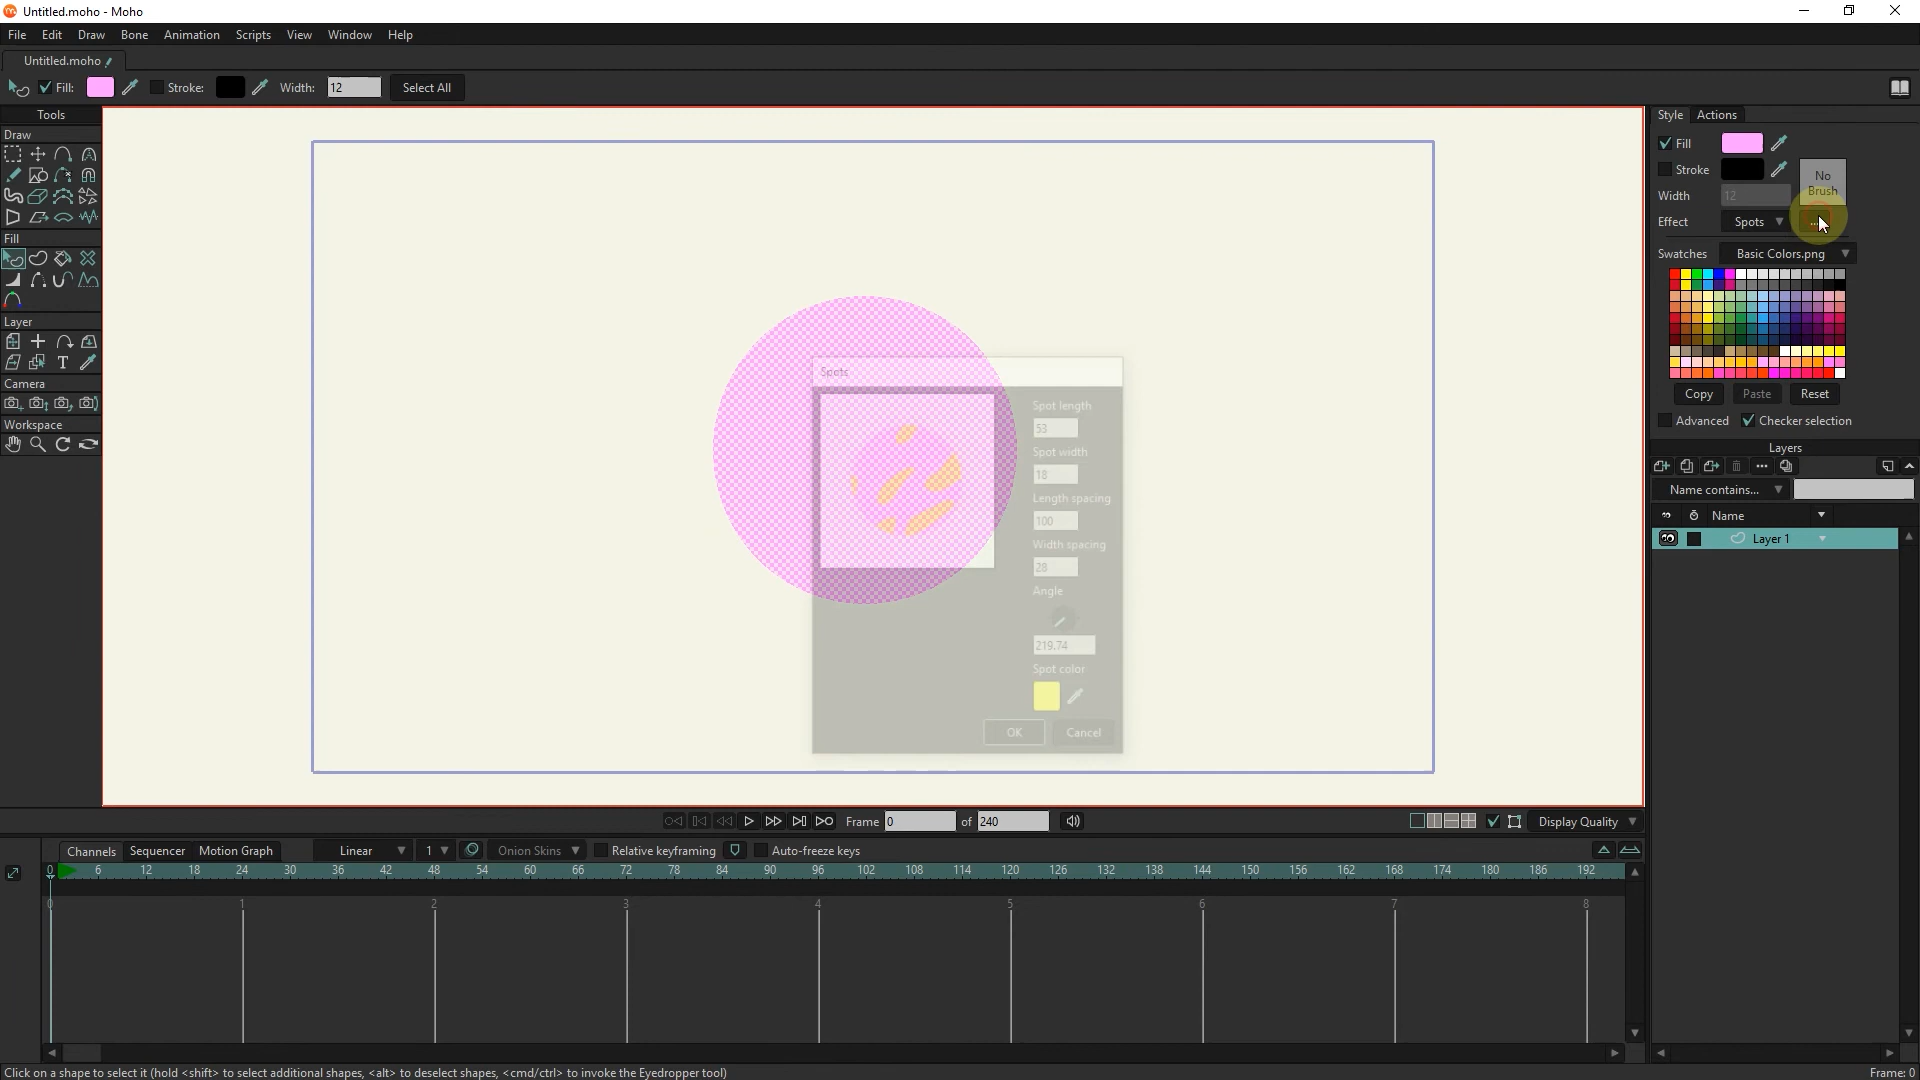 Untitled.moho - Moho
File Edit Draw Bone Animation Scripts View Window Help
Untitled.moho
Fill: Stroke: Width: 12 Select All
Tools
Draw
Fill
Layer
Camera
Workspace
Spots
Spot length
53
Spot width
18
Length spacing
100
Width spacing
28
Angle
219.74
Spot color
OK Cancel
Style Actions
Fill
Stroke
No
Brush
Width 12
Effect Spots ...
Swatches Basic Colors.png
Copy Paste Reset
Advanced Checker selection
Layers
Name contains...
Name
Layer 1
Frame 0 of 240 Display Quality
Channels Sequencer Motion Graph Linear 1 Onion Skins Relative keyframing Auto-freeze keys
0 6 12 18 24 30 36 42 48 54 60 66 72 78 84 90 96 102 108 114 120 126 132 138 144 150 156 162 168 174 180 186 192
0 1 2 3 4 5 6 7 8
Click on a shape to select it (hold <shift> to select additional shapes, <alt> to deselect shapes, <cmd/ctrl> to invoke the Eyedropper tool) Frame: 0